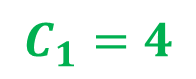 C₁ = 4